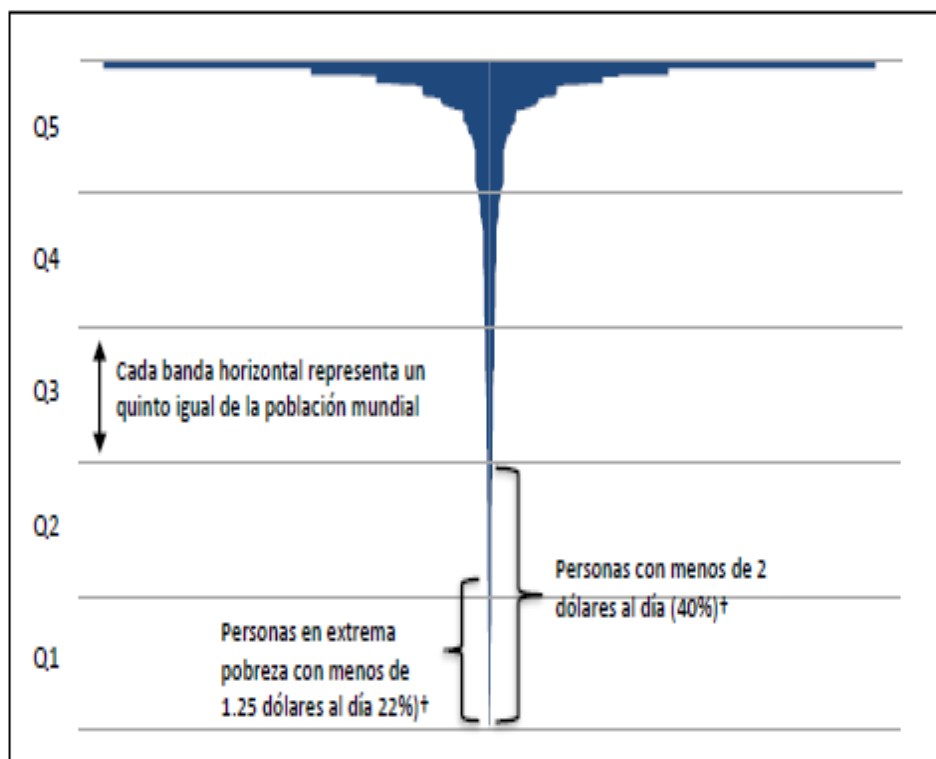 Q5
Q4
Cada banda horizontal representa un
quinto igual de la población mundial
Q3
Q2
Personas con menos de 2
dólares al día (40%)†
Personas en extrema
pobreza con menos de
1.25 dólares al día 22%)†
Q1